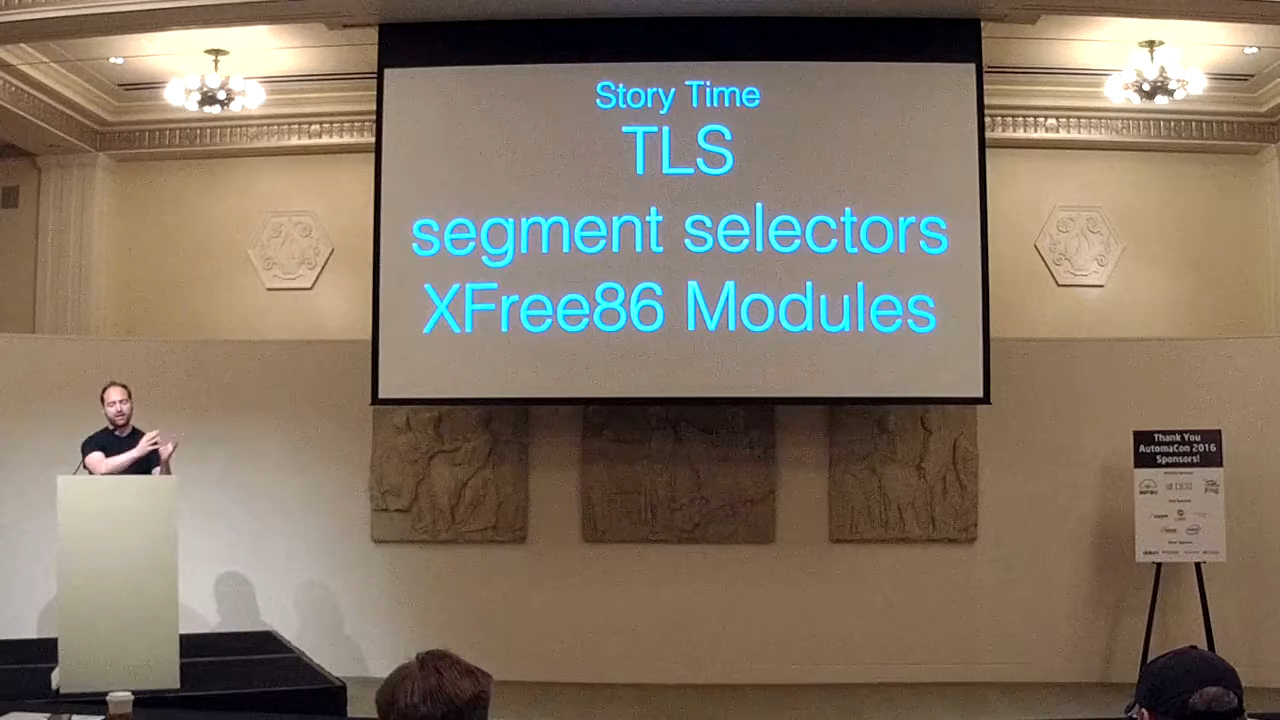 Story Time
TLS
segment selectors
XFree86 Modules
Thank You
AutomaCon 2016
Sponsors!